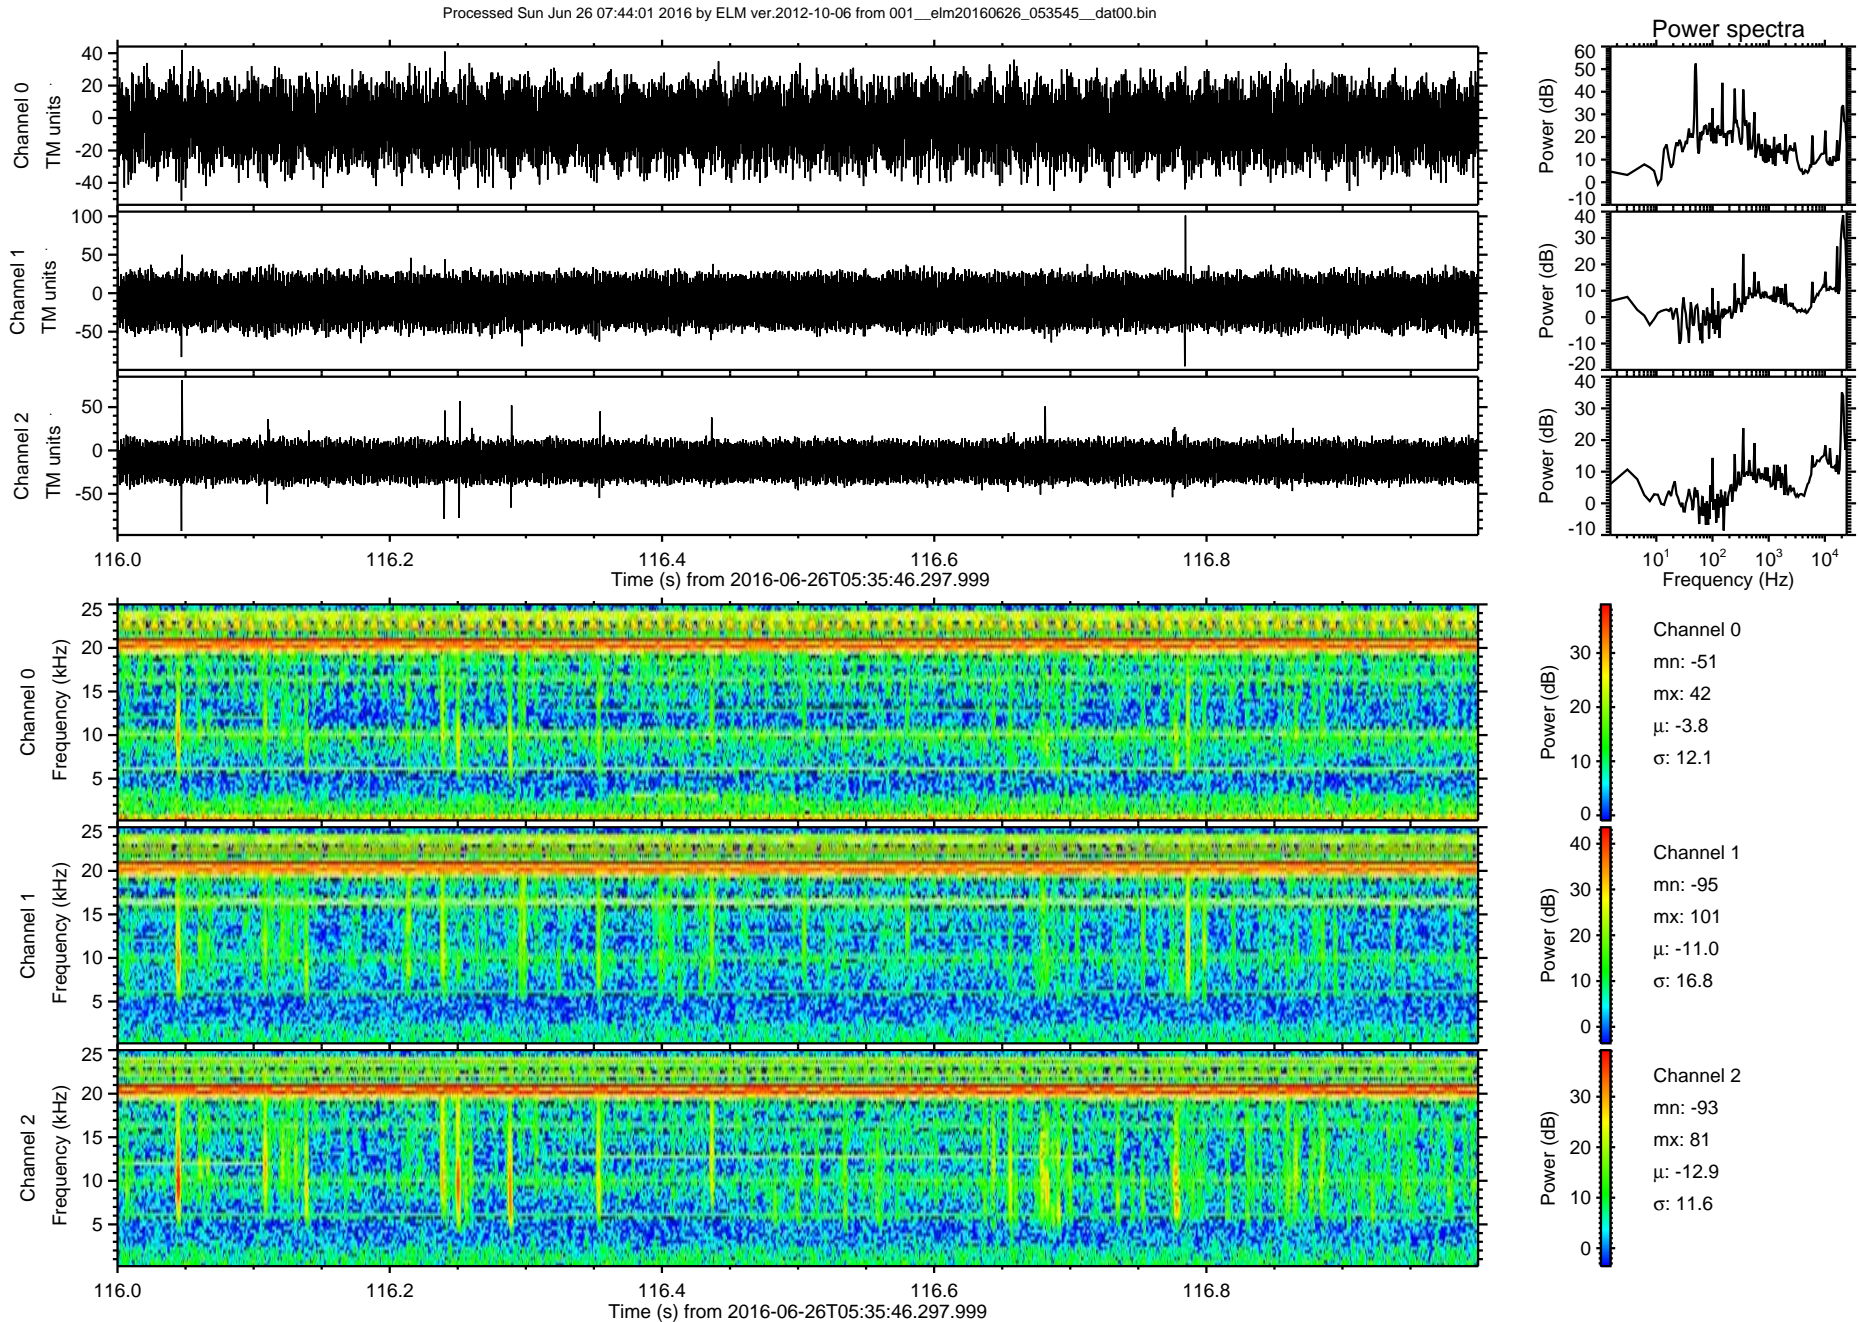 Processed Sun Jun 26 07:44:01 2016 by ELM ver.2012-10-06 from 001__elm20160626_053545__dat00.bin
Power spectra
Channel 0
TM units
40
20
0
-20
-40
Power (dB)
60
50
40
30
20
10
0
-10
Channel 1
TM units
100
50
0
-50
Power (dB)
40
30
20
10
0
-10
-20
Channel 2
TM units
50
0
-50
Power (dB)
40
30
20
10
0
-10
116.0 116.2 116.4 116.6 116.8
Time (s) from 2016-06-26T05:35:46.297.999
10^1 10^2 10^3 10^4
Frequency (Hz)
Channel 0
Frequency (kHz)
25
20
15
10
5
Power (dB)
30
20
10
0
Channel 0
mn: -51
mx: 42
μ: -3.8
σ: 12.1
Channel 1
Frequency (kHz)
25
20
15
10
5
Power (dB)
40
30
20
10
0
Channel 1
mn: -95
mx: 101
μ: -11.0
σ: 16.8
Channel 2
Frequency (kHz)
25
20
15
10
5
Power (dB)
30
20
10
0
Channel 2
mn: -93
mx: 81
μ: -12.9
σ: 11.6
116.0 116.2 116.4 116.6 116.8
Time (s) from 2016-06-26T05:35:46.297.999